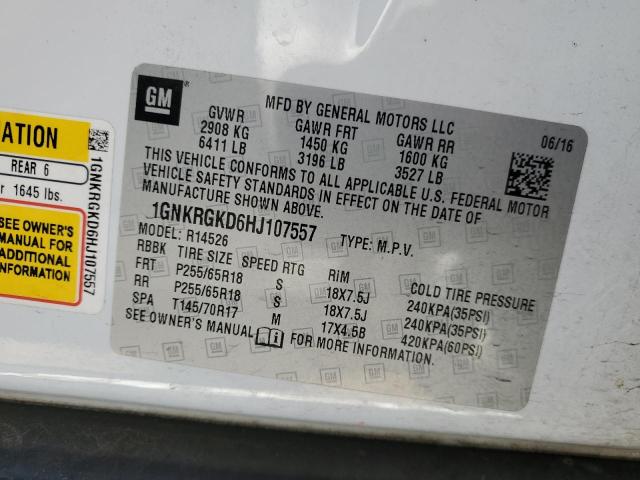 GM
MFD BY GENERAL MOTORS LLC
06/16
GVWR GAWR FRT GAWR RR
2908 KG 1450 KG 1600 KG
6411 LB 3196 LB 3527 LB
THIS VEHICLE CONFORMS TO ALL APPLICABLE U.S. FEDERAL MOTOR
VEHICLE SAFETY STANDARDS IN EFFECT ON THE DATE OF
MANUFACTURE SHOWN ABOVE.
1GNKRGKD6HJ107557 TYPE: M.P.V.
MODEL: R14526
RBBK TIRE SIZE SPEED RTG RIM COLD TIRE PRESSURE
FRT P255/65R18 S 18X7.5J 240KPA(35PSI)
RR P255/65R18 S 18X7.5J 240KPA(35PSI)
SPA T145/70R17 M 17X4.5B 420KPA(60PSI)
SEE OWNER'S MANUAL FOR MORE INFORMATION.
REAR 6
1645 lbs.
SEE OWNER'S
MANUAL FOR
ADDITIONAL
INFORMATION
1GNKRGKD6HJ107557